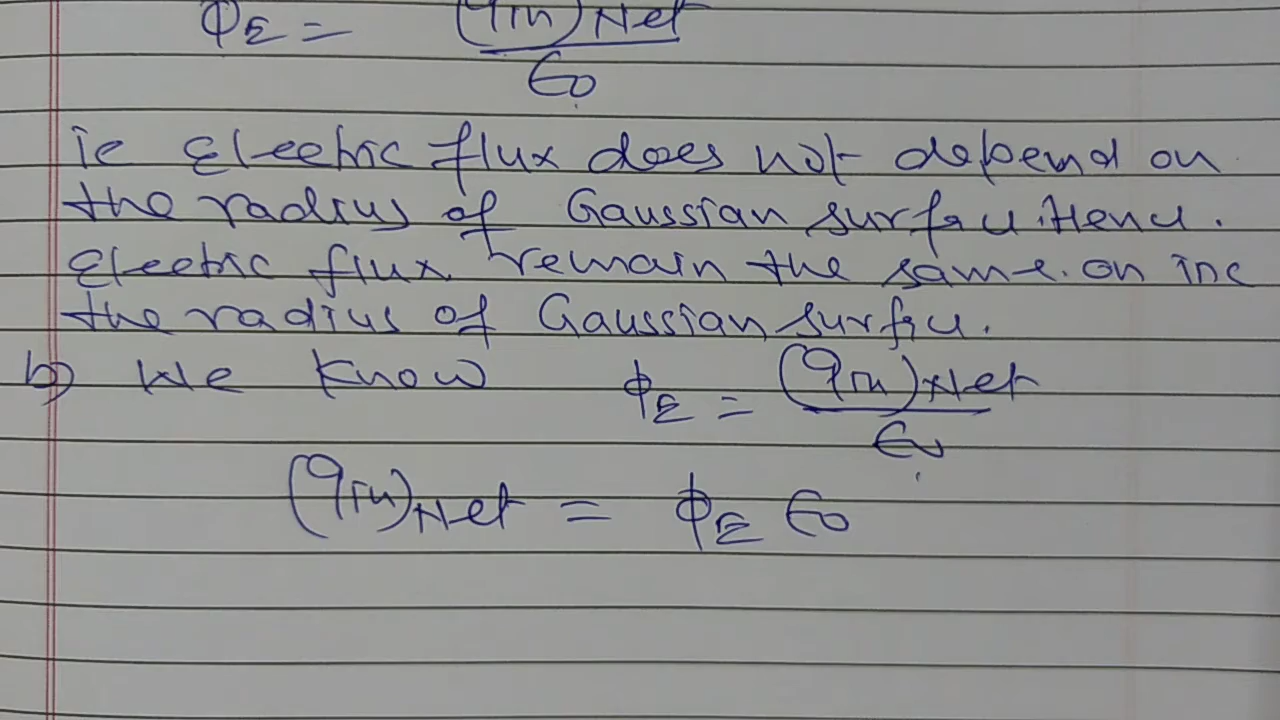 ΦE = (qin)Net / ϵ0
ie Electric flux does not depend on
the radius of Gaussian surface. Hence.
Electric flux remain the same. on inc
the radius of Gaussian surface.
b) We know ΦE = (qin)Net / ϵ0
(qin)Net = ΦE ϵ0